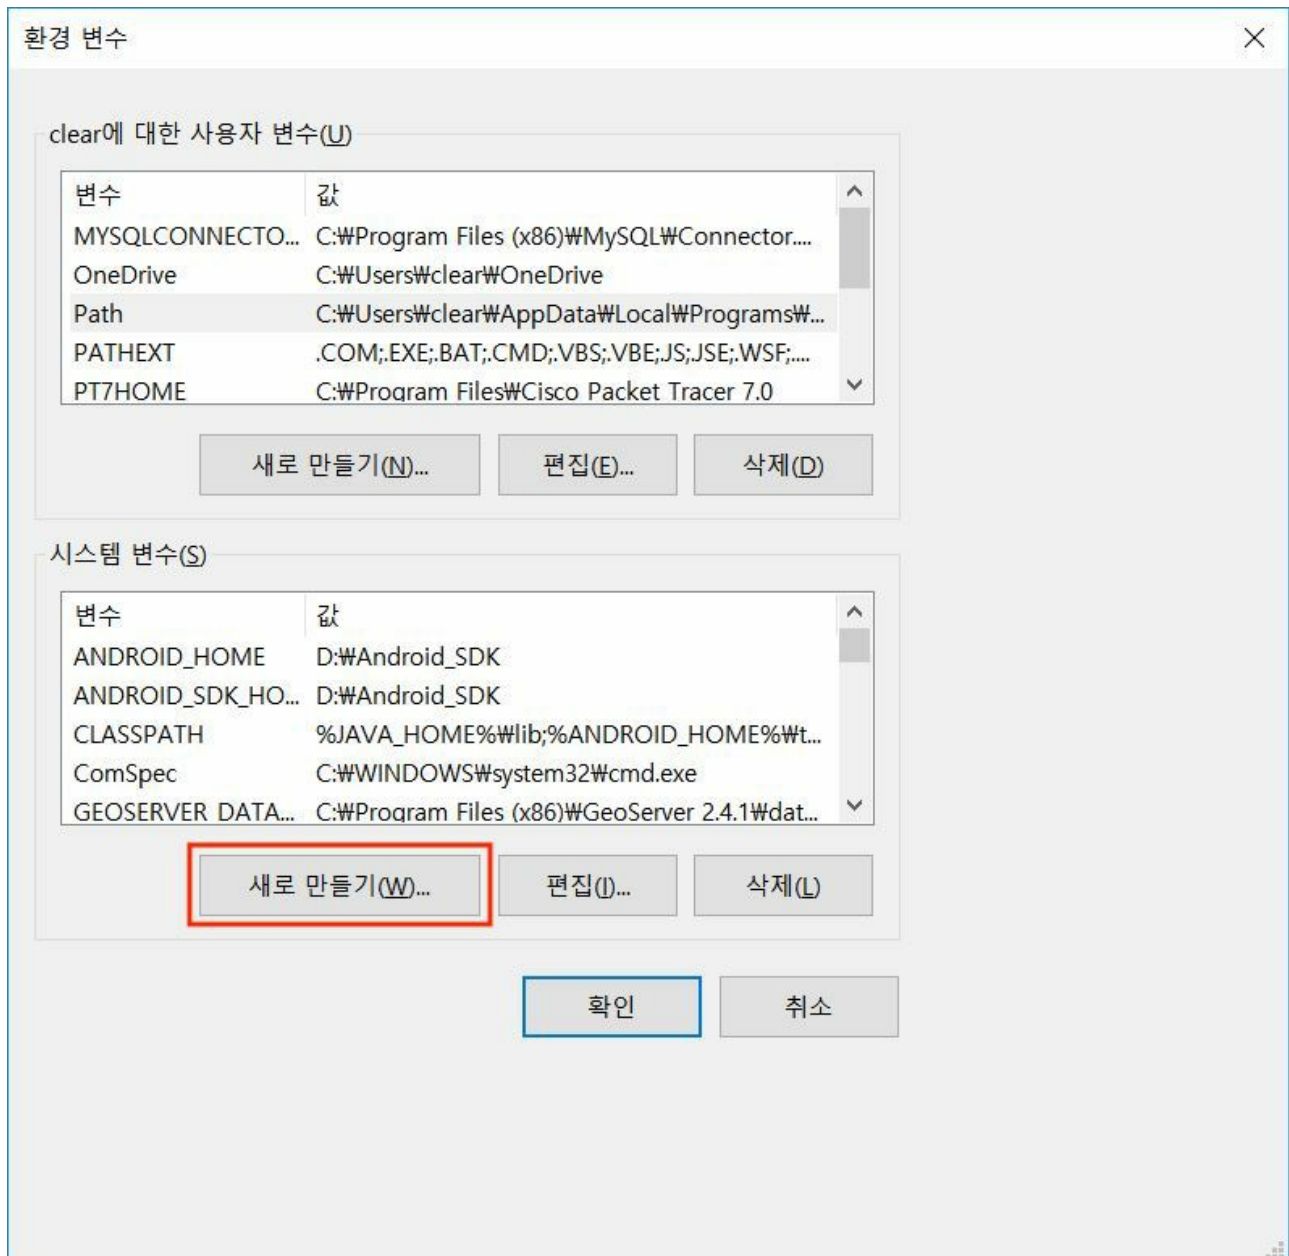 환경 변수
clear에 대한 사용자 변수(U)
변수 값
MYSQLCONNECTO... C:₩Program Files (x86)₩MySQL₩Connector....
OneDrive C:₩Users₩clear₩OneDrive
Path C:₩Users₩clear₩AppData₩Local₩Programs₩...
PATHEXT .COM;.EXE;.BAT;.CMD;.VBS;.VBE;.JS;.JSE;.WSF;....
PT7HOME C:₩Program Files₩Cisco Packet Tracer 7.0
새로 만들기(N)... 편집(E)... 삭제(D)
시스템 변수(S)
변수 값
ANDROID_HOME D:₩Android_SDK
ANDROID_SDK_HO... D:₩Android_SDK
CLASSPATH %JAVA_HOME%₩lib;%ANDROID_HOME%₩t...
ComSpec C:₩WINDOWS₩system32₩cmd.exe
GEOSERVER_DATA... C:₩Program Files (x86)₩GeoServer 2.4.1₩dat...
새로 만들기(W)... 편집(I)... 삭제(L)
확인 취소